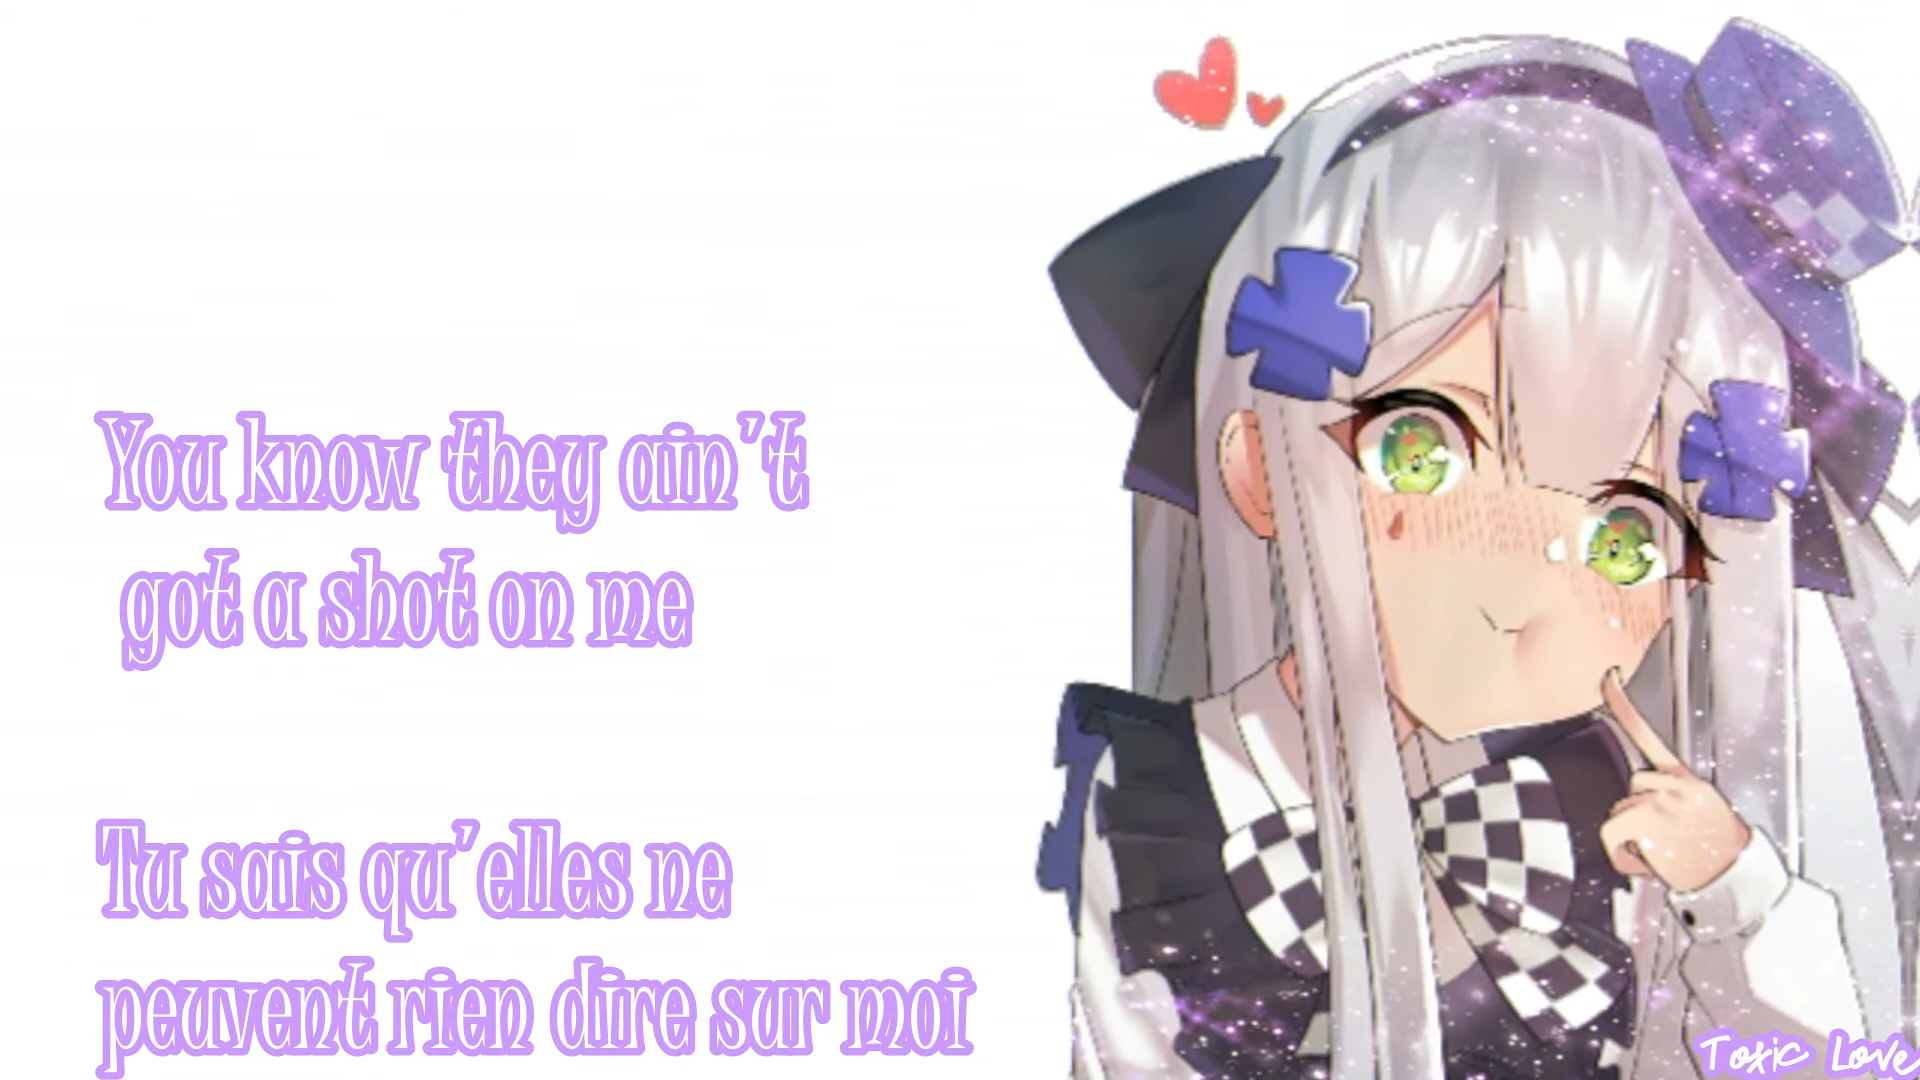 You know they ain't
got a shot on me
Tu sais qu'elles ne
peuvent rien dire sur moi
Toxic Love